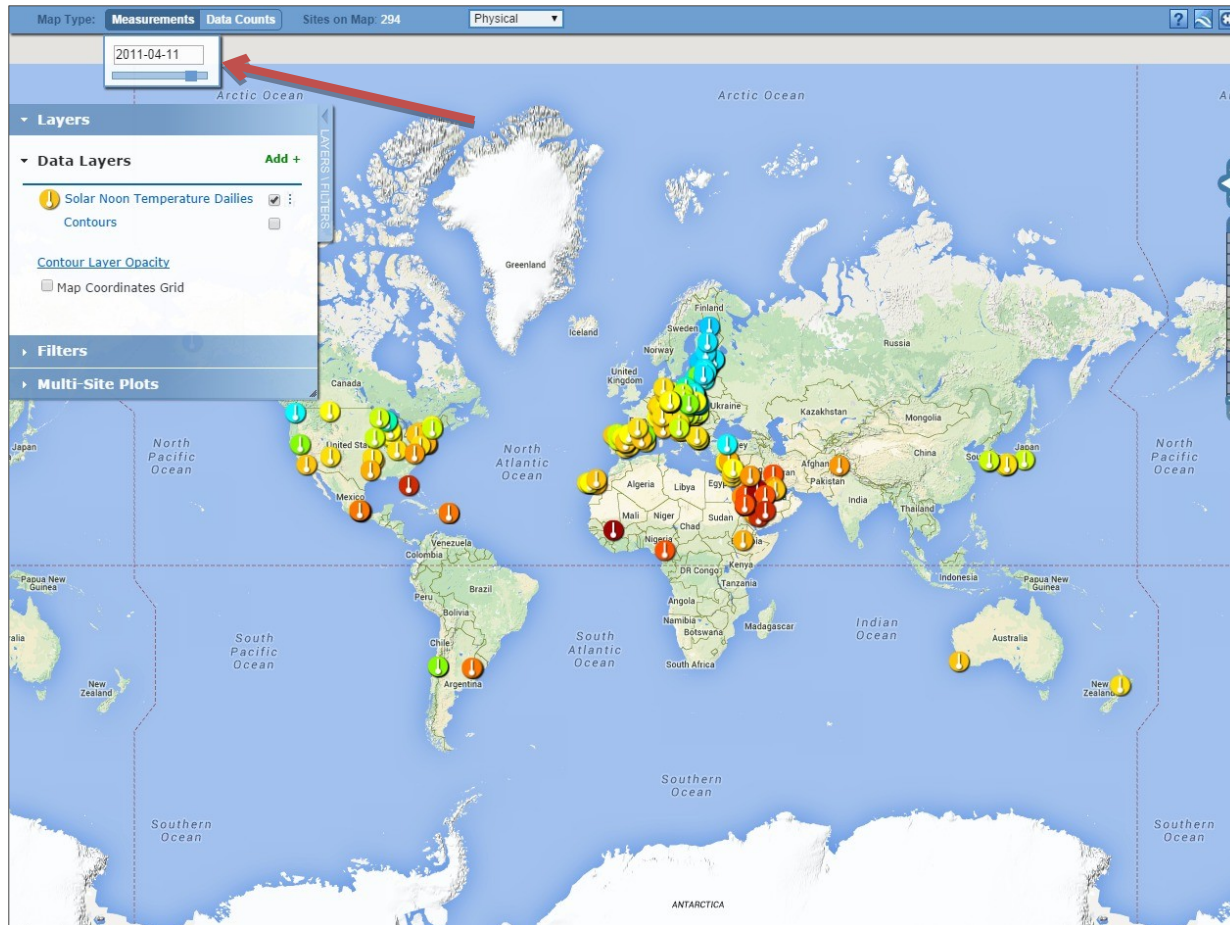 Map Type: Measurements Data Counts Sites on Map: 294 Physical ?
2011-04-11
Arctic Ocean
Arctic Ocean
Layers
LAYERS \ FILTERS
Data Layers Add +
Solar Noon Temperature Dailies
Contours
Contour Layer Opacity
Map Coordinates Grid
Filters
Multi-Site Plots
Greenland
Iceland
Finland
Sweden
Norway
Russia
United Kingdom
Canada
Ukraine
Kazakhstan
Mongolia
Japan
North Pacific Ocean
United
North Atlantic Ocean
China
Japan
North Pacific Ocean
Algeria
Libya
Pakistan
Mexico
India
Mali
Niger
Chad
Sudan
Thailand
Venezuela
Nigeria
Colombia
DR Congo
Kenya
Papua New Guinea
Brazil
Tanzania
Indonesia
Papua New Guinea
Peru
Bolivia
Angola
Namibia
Botswana
Madagascar
Indian Ocean
South Pacific Ocean
Chile
South Atlantic Ocean
Australia
South Africa
Argentina
New Zealand
New Zealand
Southern Ocean
Southern Ocean
Southern Ocean
ANTARCTICA